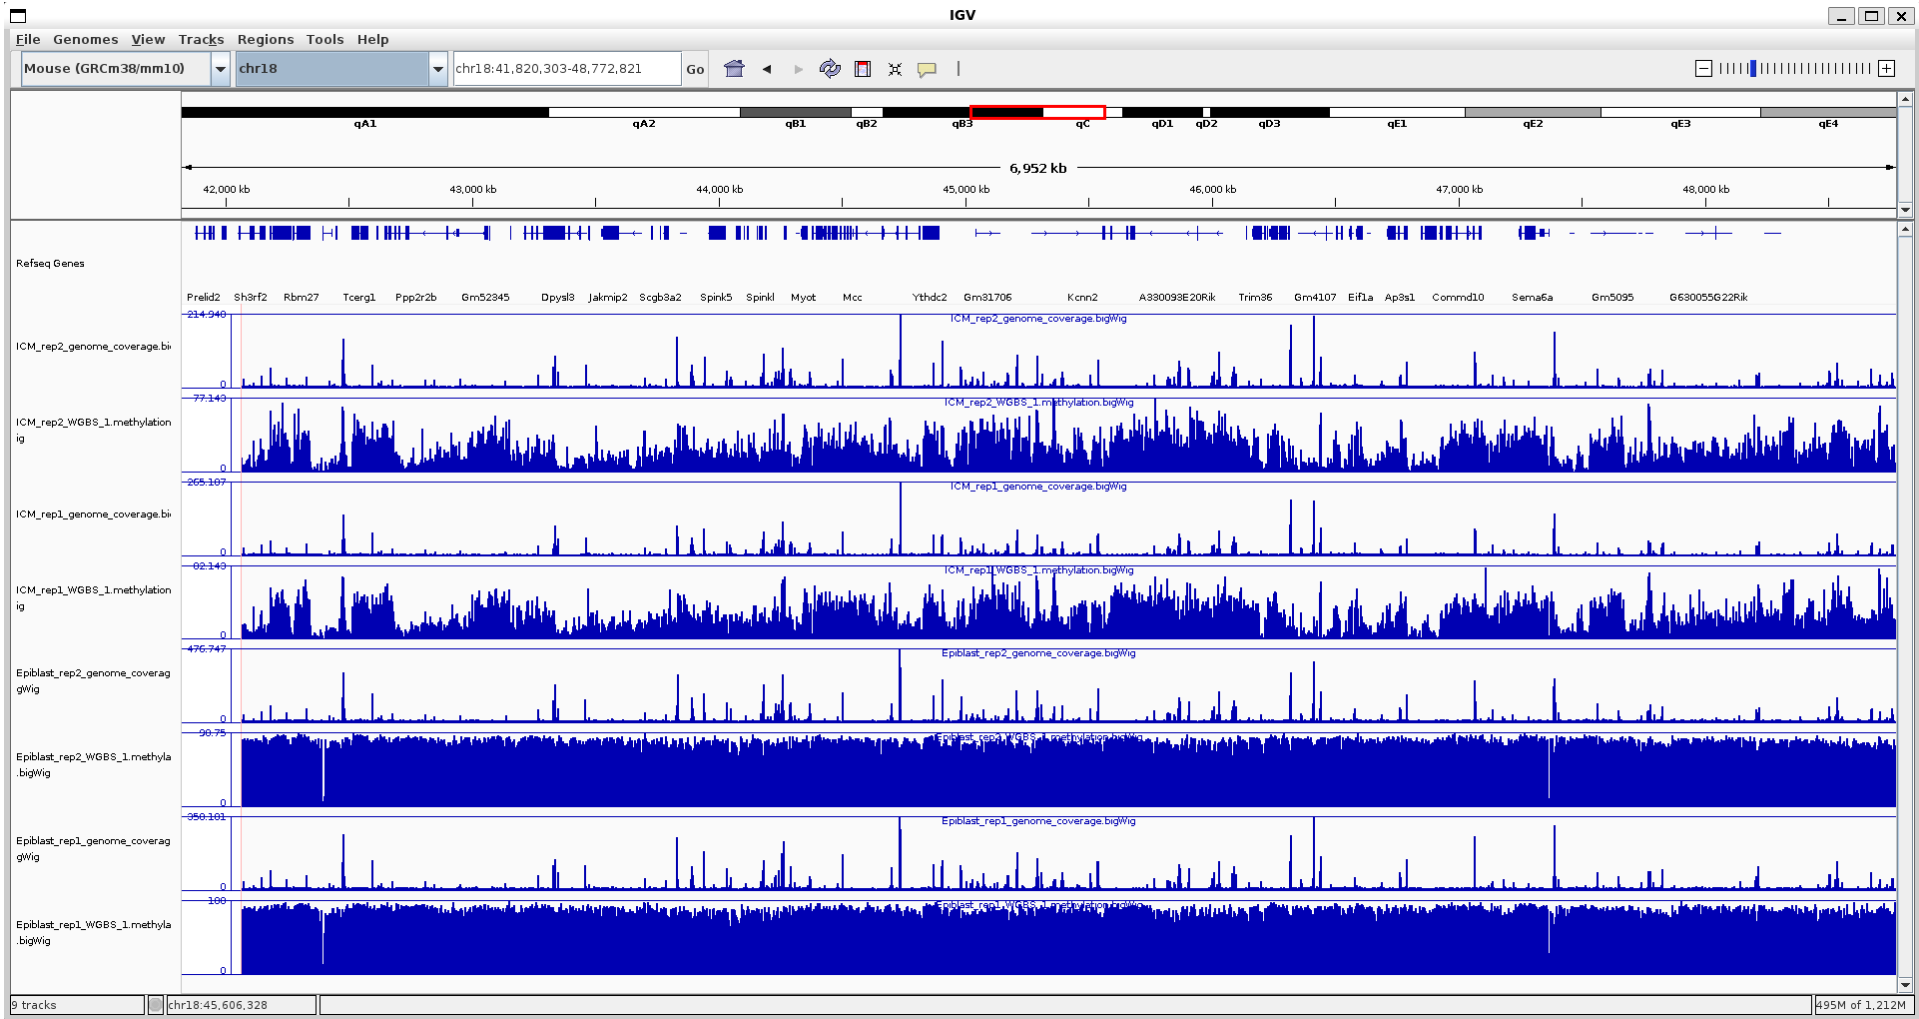 IGV
File Genomes View Tracks Regions Tools Help
Mouse (GRCm38/mm10) chr18 chr18:41,820,303-48,772,821 Go
qA1 qA2 qB1 qB2 qB3 qC qD1 qD2 qD3 qE1 qE2 qE3 qE4
6,952 kb
42,000 kb 43,000 kb 44,000 kb 45,000 kb 46,000 kb 47,000 kb 48,000 kb
Refseq Genes
Prelid2 Sh3rf2 Rbm27 Tcerg1 Ppp2r2b Gm52345 Dpysl3 Jakmip2 Scgb3a2 Spink5 Spinkl Myot Mcc Ythdc2 Gm31706 Kcnn2 A330093E20Rik Trim36 Gm4107 Eif1a Ap3s1 Commd10 Sema6a Gm5095 G630055G22Rik
214.940
ICM_rep2_genome_coverage.bigWig
ICM_rep2_genome_coverage.bi
0
77.143
ICM_rep2_WGBS_1.methylation.bigWig
ICM_rep2_WGBS_1.methylation
ig
0
265.107
ICM_rep1_genome_coverage.bigWig
ICM_rep1_genome_coverage.bi
0
ICM_rep1_WGBS_1.methylation.bigWig
ICM_rep1_WGBS_1.methylation
ig
0
476.747
Epiblast_rep2_genome_coverage.bigWig
Epiblast_rep2_genome_coverag
gWig
0
90.75
Epiblast_rep2_WGBS_1.methylation.bigWig
Epiblast_rep2_WGBS_1.methyla
.bigWig
0
350.101
Epiblast_rep1_genome_coverage.bigWig
Epiblast_rep1_genome_coverag
gWig
0
100
Epiblast_rep1_WGBS_1.methylation.bigWig
Epiblast_rep1_WGBS_1.methyla
.bigWig
0
9 tracks chr18:45,606,328 495M of 1,212M